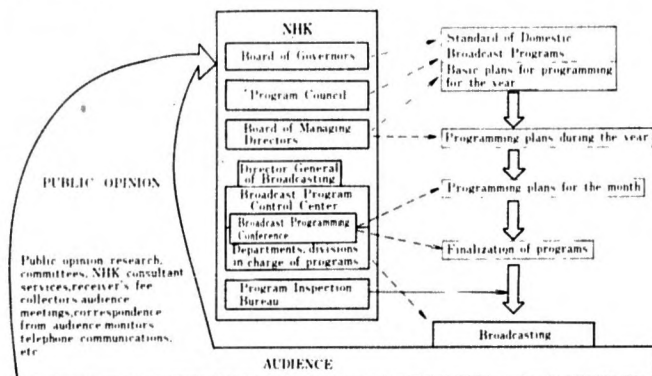 NHK
Board of Governors
Program Council
Board of Managing
Directors
Director General
of Broadcasting
Broadcast Program
Control Center
Broadcast Programming
Conference
Departments, divisions
in charge of programs
Program Inspection
Bureau
Standard of Domestic
Broadcast Programs
Basic plans for programming
for the year
Programming plans during the year
Programming plans for the month
Finalization of programs
Broadcasting
PUBLIC OPINION
Public opinion research,
committees, NHK consultant
services, receiver's fee
collectors audience
meetings, correspondence
from audience monitors
telephone communications,
etc
AUDIENCE